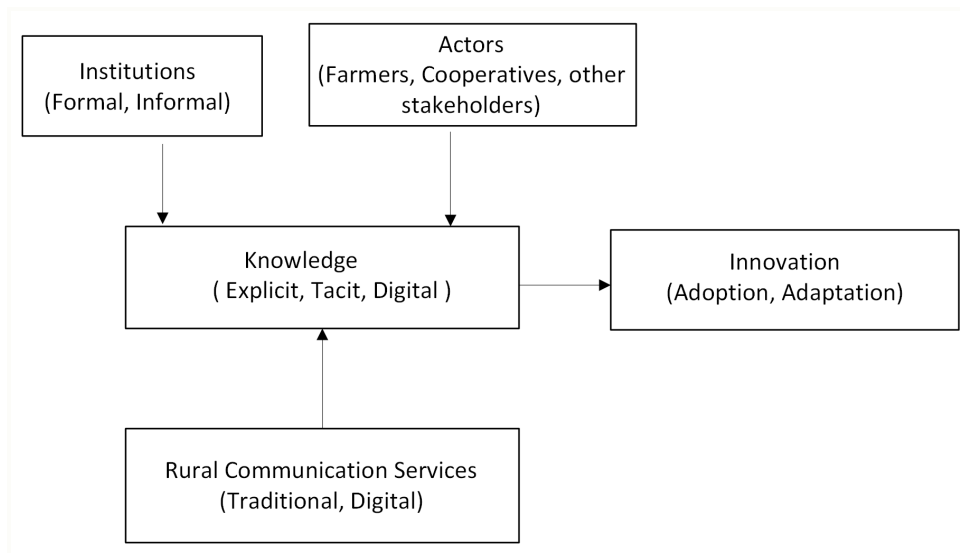 Institutions
(Formal, Informal)
Actors
(Farmers, Cooperatives, other
stakeholders)
Knowledge
( Explicit, Tacit, Digital )
Innovation
(Adoption, Adaptation)
Rural Communication Services
(Traditional, Digital)